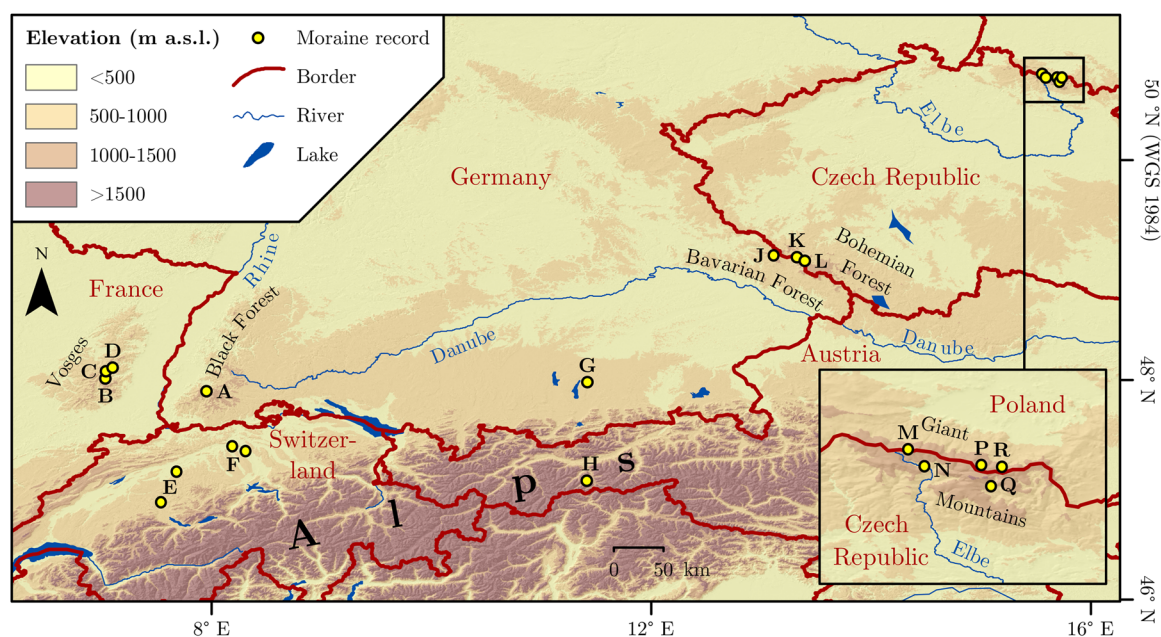 Elevation (m a.s.l.)
<500
500-1000
1000-1500
>1500
Moraine record
Border
River
Lake
Germany
Czech Republic
Elbe
50 °N (WGS 1984)
N
France
Rhine
Black Forest
Vosges
D
C
B
A
J
K
L
Bohemian
Forest
Bavarian Forest
Danube
Danube
Austria
G
48° N
Switzer-
land
F
E
H
A l p s
0 50 km
Poland
Giant
Mountains
M
N
P R
Q
Czech
Republic
Elbe
46° N
8° E
12° E
16° E